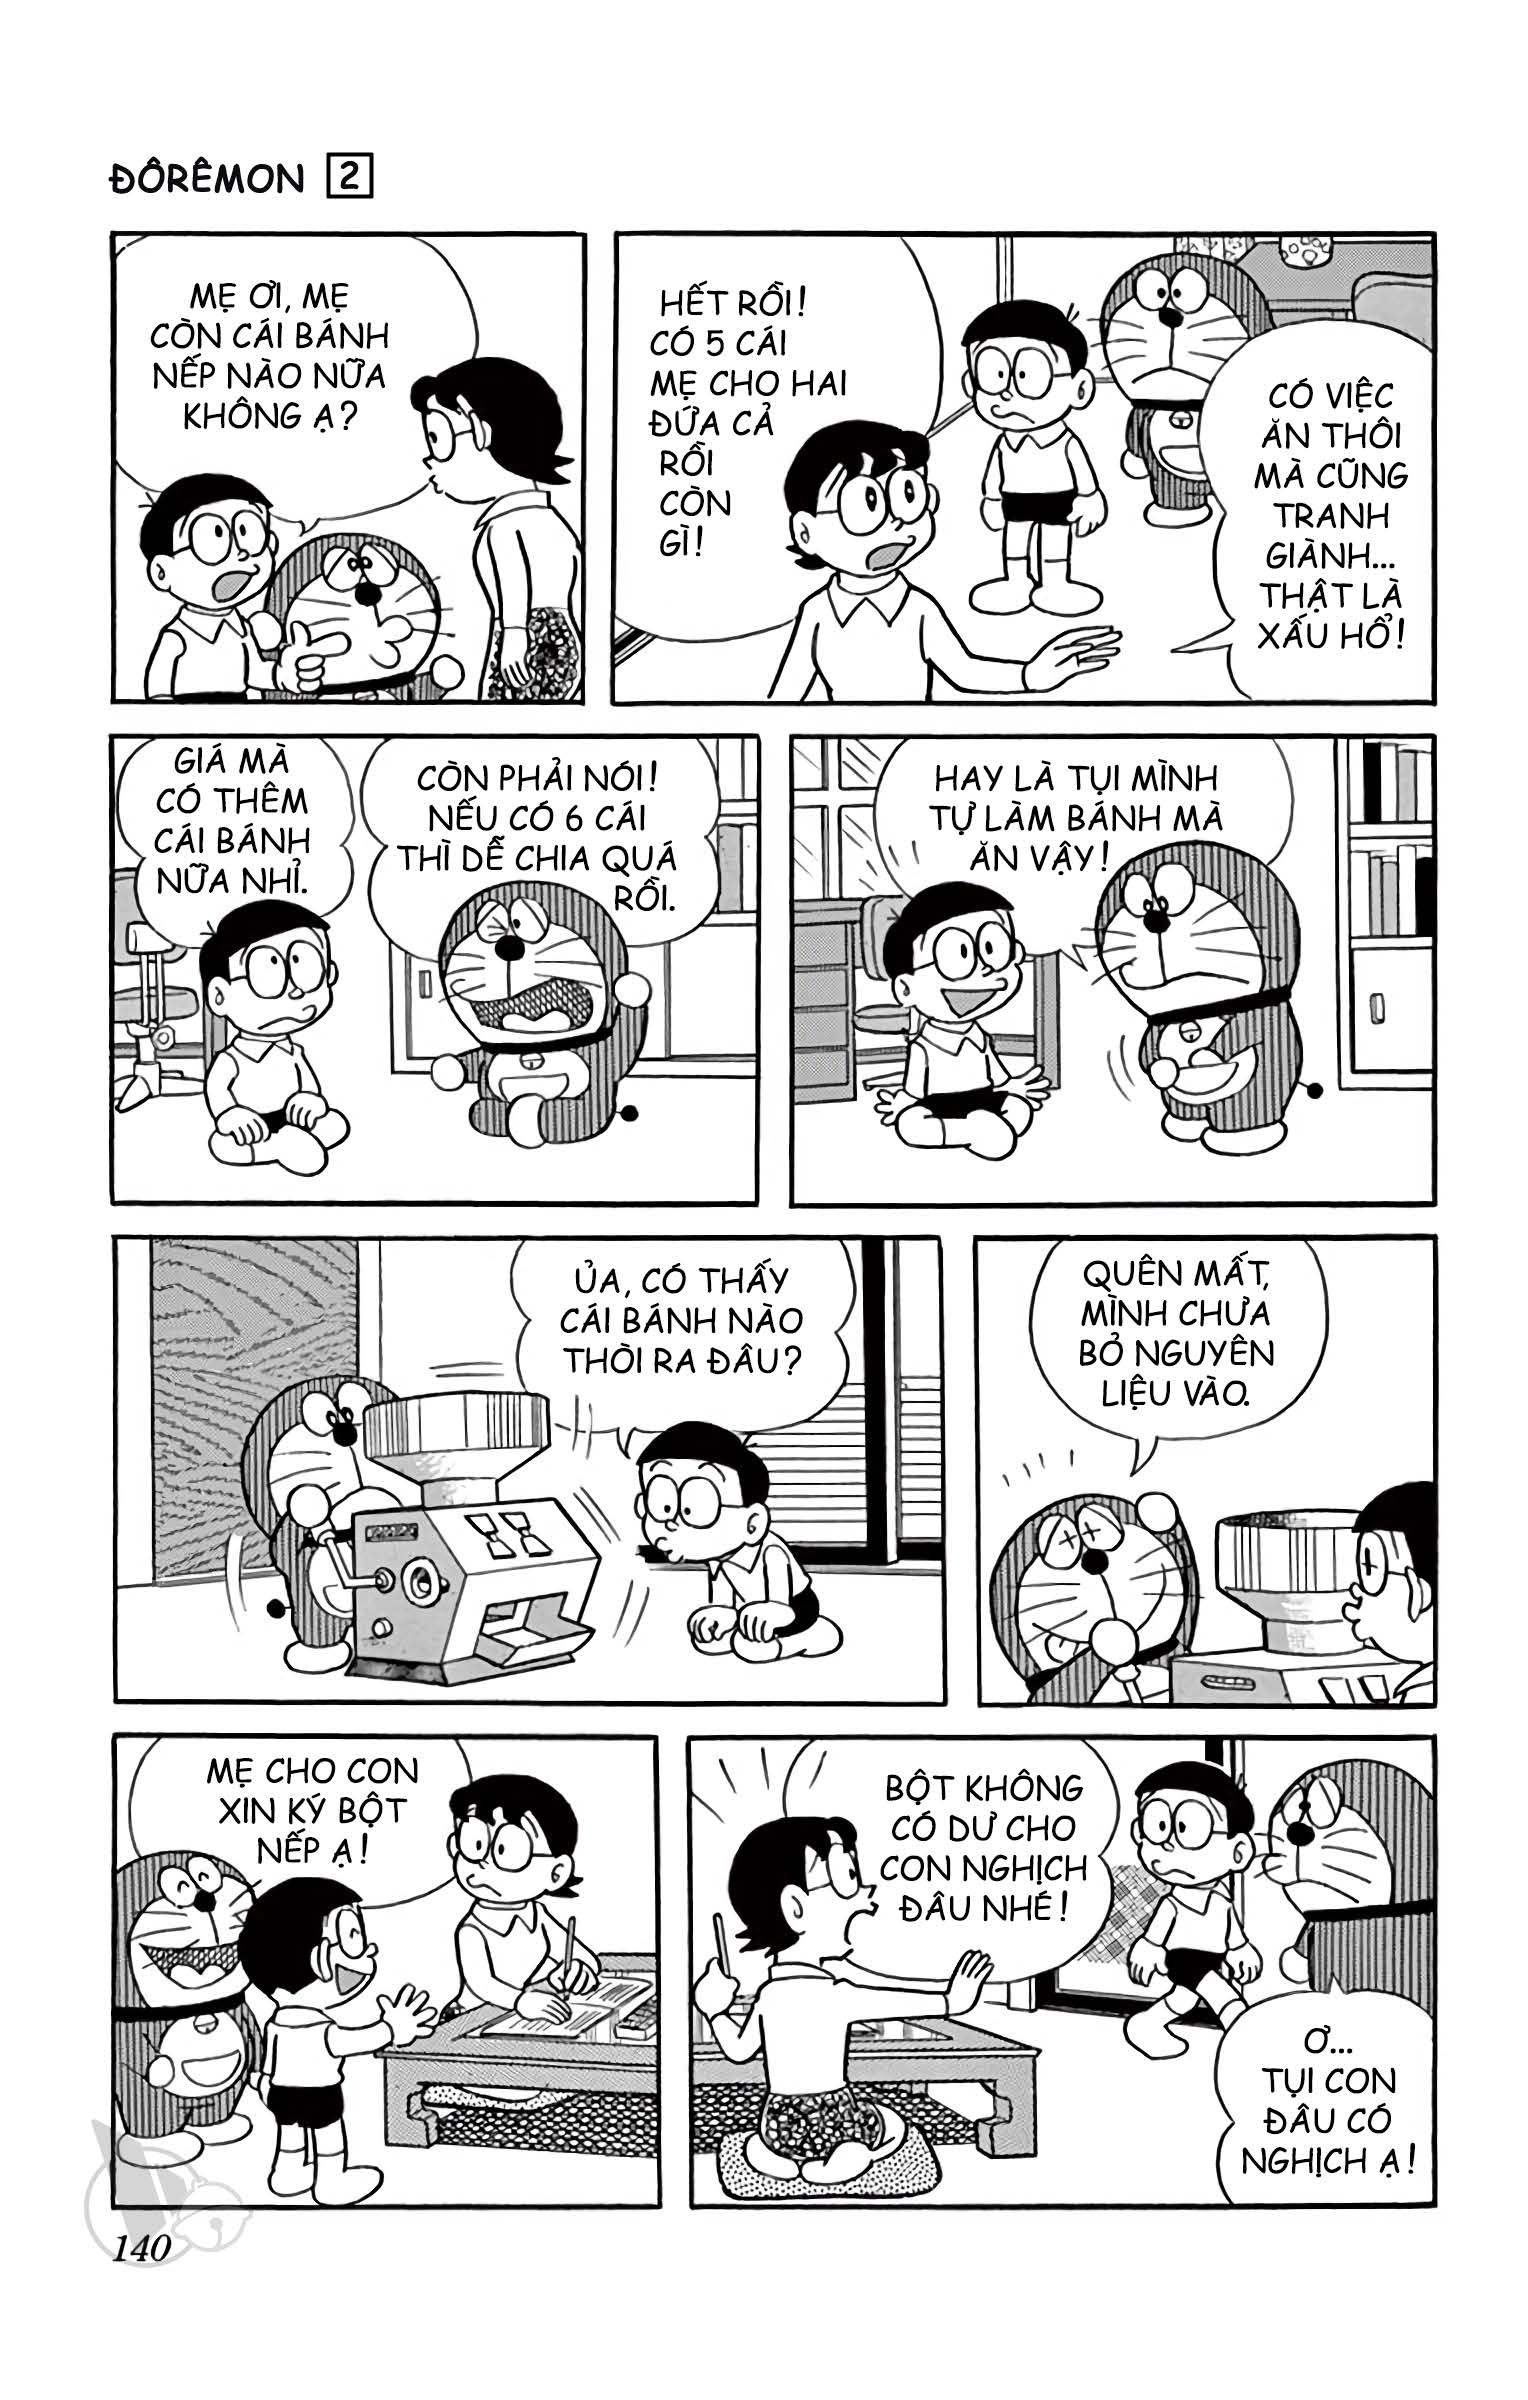 ĐÔRÊMON 2
MẸ ƠI, MẸ
CÒN CÁI BÁNH
NẾP NÀO NỮA
KHÔNG Ạ?
HẾT RỒI!
CÓ 5 CÁI
MẸ CHO HAI
ĐỨA CẢ
RỒI
CÒN
GÌ!
CÓ VIỆC
ĂN THÔI
MÀ CŨNG
TRANH
GIÀNH...
THẬT LÀ
XẤU HỔ!
GIÁ MÀ
CÓ THÊM
CÁI BÁNH
NỮA NHỈ.
CÒN PHẢI NÓI!
NẾU CÓ 6 CÁI
THÌ DỄ CHIA QUÁ
RỒI.
HAY LÀ TỤI MÌNH
TỰ LÀM BÁNH MÀ
ĂN VẬY!
ỦA, CÓ THẤY
CÁI BÁNH NÀO
THÒI RA ĐÂU?
QUÊN MẤT,
MÌNH CHƯA
BỎ NGUYÊN
LIỆU VÀO.
MẸ CHO CON
XIN KÝ BỘT
NẾP Ạ!
BỘT KHÔNG
CÓ DƯ CHO
CON NGHỊCH
ĐÂU NHÉ!
Ơ...
TỤI CON
ĐÂU CÓ
NGHỊCH Ạ!
140